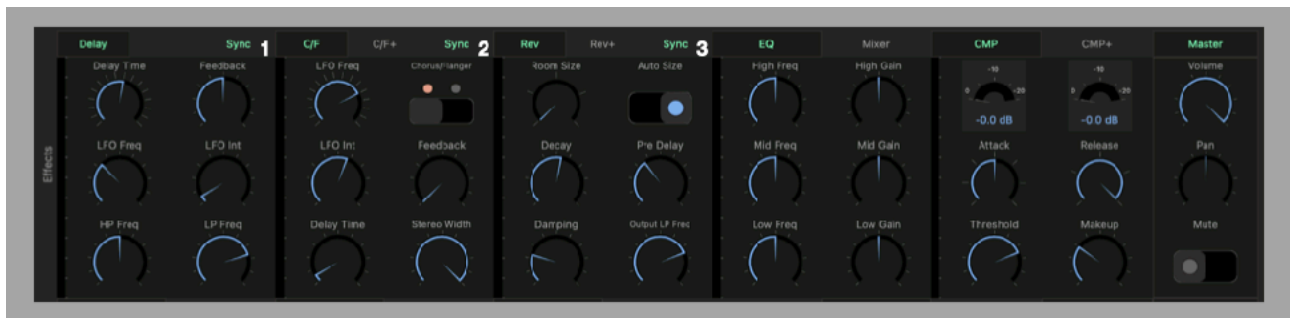 Delay Sync 1 C/F C/F+ Sync 2 Rev Rev+ Sync 3 EQ Mixer CMP CMP+ Master
Delay Time Feedback LFO Freq Chorus/Flanger Room Size Auto Size High Freq High Gain -10 0 -20 -0.0 dB -10 0 -20 -0.0 dB Volume
Effects
LFO Freq LFO Int LFO Int Feedback Decay Pre Delay Mid Freq Mid Gain Attack Release Pan
HP Freq LP Freq Delay Time Stereo Width Damping Output LP Freq Low Freq Low Gain Threshold Makeup Mute